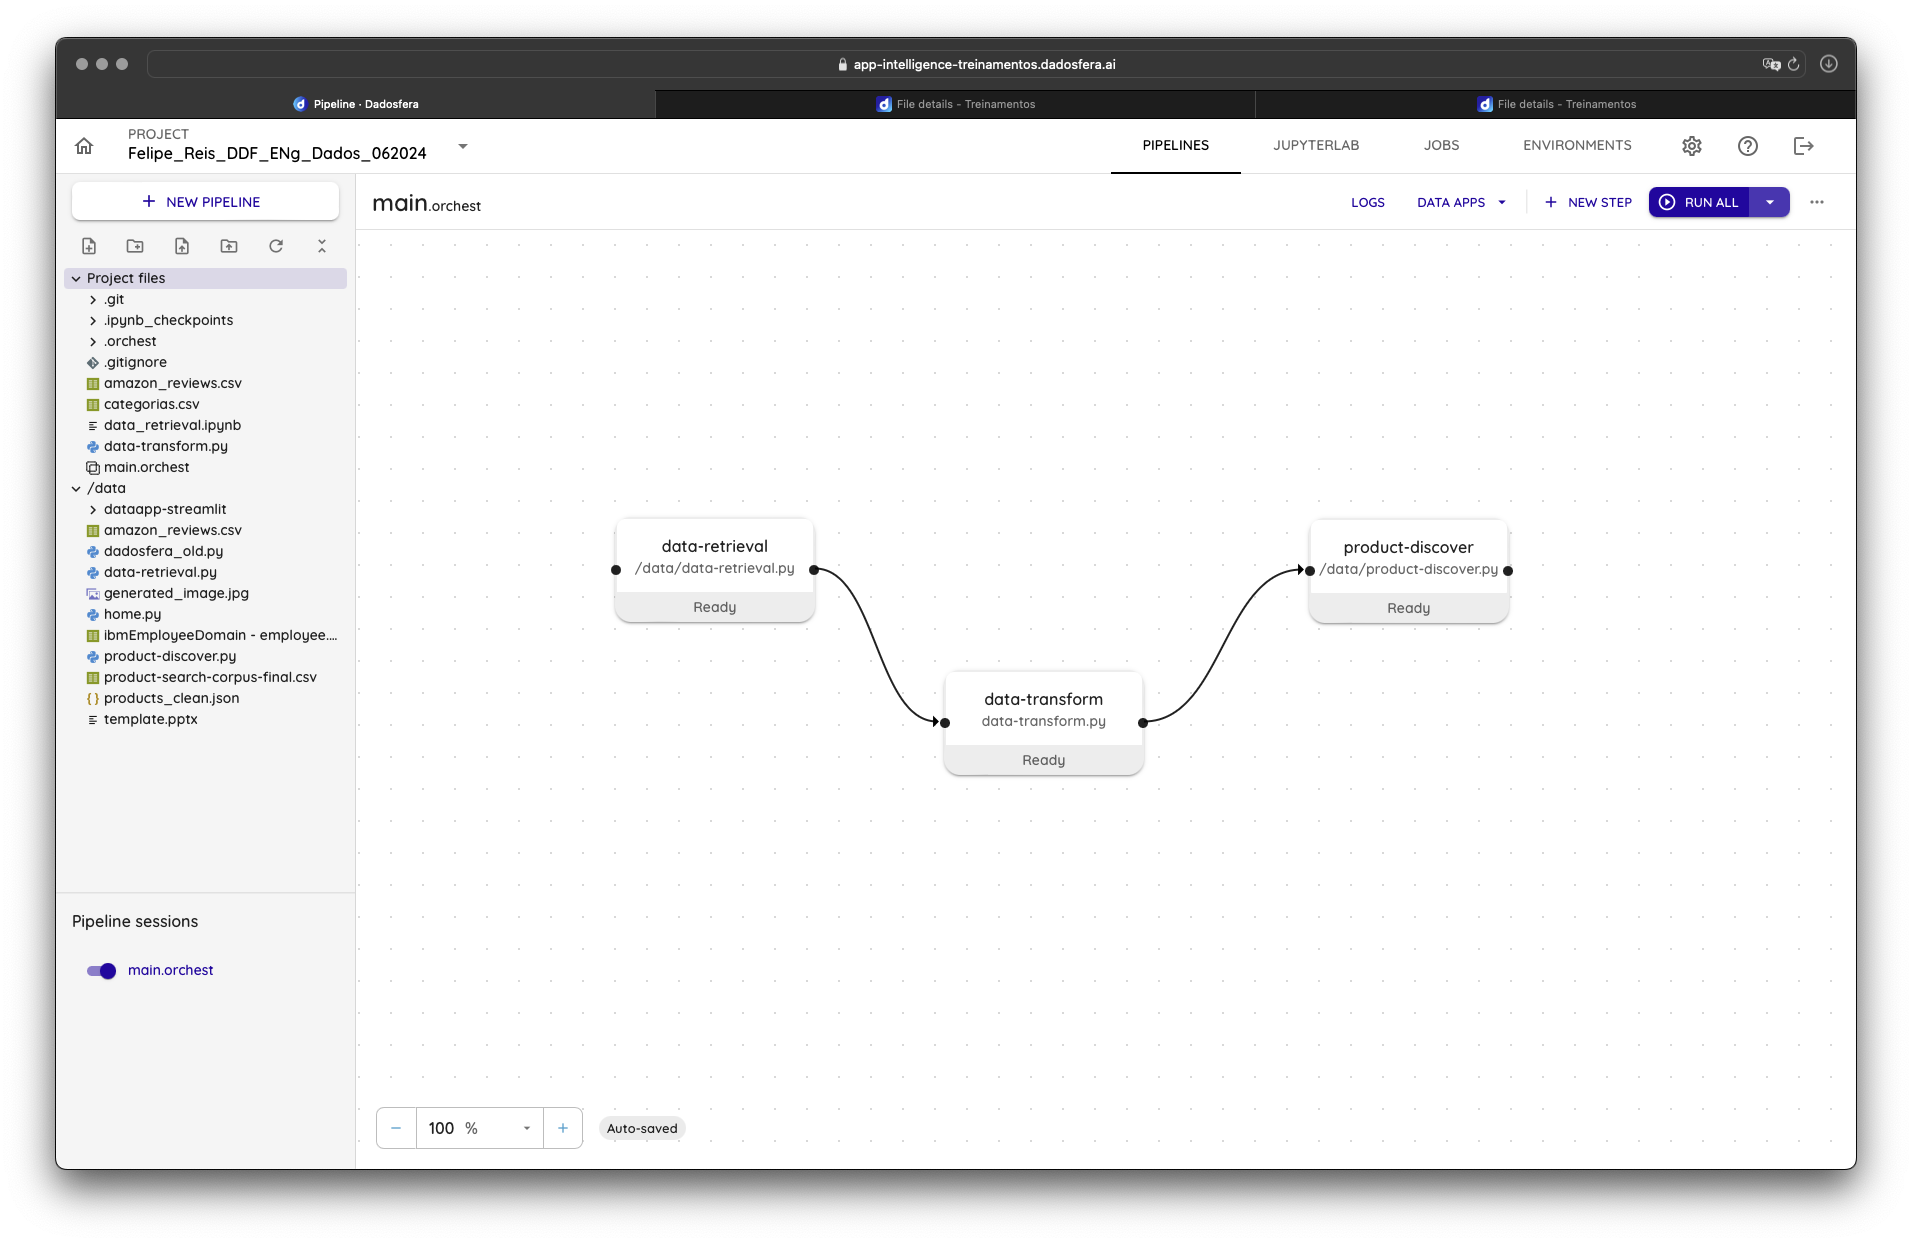 app-intelligence-treinamentos.dadosfera.ai
Pipeline · Dadosfera
File details - Treinamentos
File details - Treinamentos
PROJECT
Felipe_Reis_DDF_ENg_Dados_062024
PIPELINES
JUPYTERLAB
JOBS
ENVIRONMENTS
+ NEW PIPELINE
main.orchest
LOGS
DATA APPS
+ NEW STEP
RUN ALL
Project files
.git
.ipynb_checkpoints
.orchest
.gitignore
amazon_reviews.csv
categorias.csv
data_retrieval.ipynb
data-transform.py
main.orchest
/data
dataapp-streamlit
amazon_reviews.csv
dadosfera_old.py
data-retrieval.py
generated_image.jpg
home.py
ibmEmployeeDomain - employee....
product-discover.py
product-search-corpus-final.csv
products_clean.json
template.pptx
data-retrieval
/data/data-retrieval.py
Ready
data-transform
data-transform.py
Ready
product-discover
/data/product-discover.py
Ready
Pipeline sessions
main.orchest
− 100 % +
Auto-saved